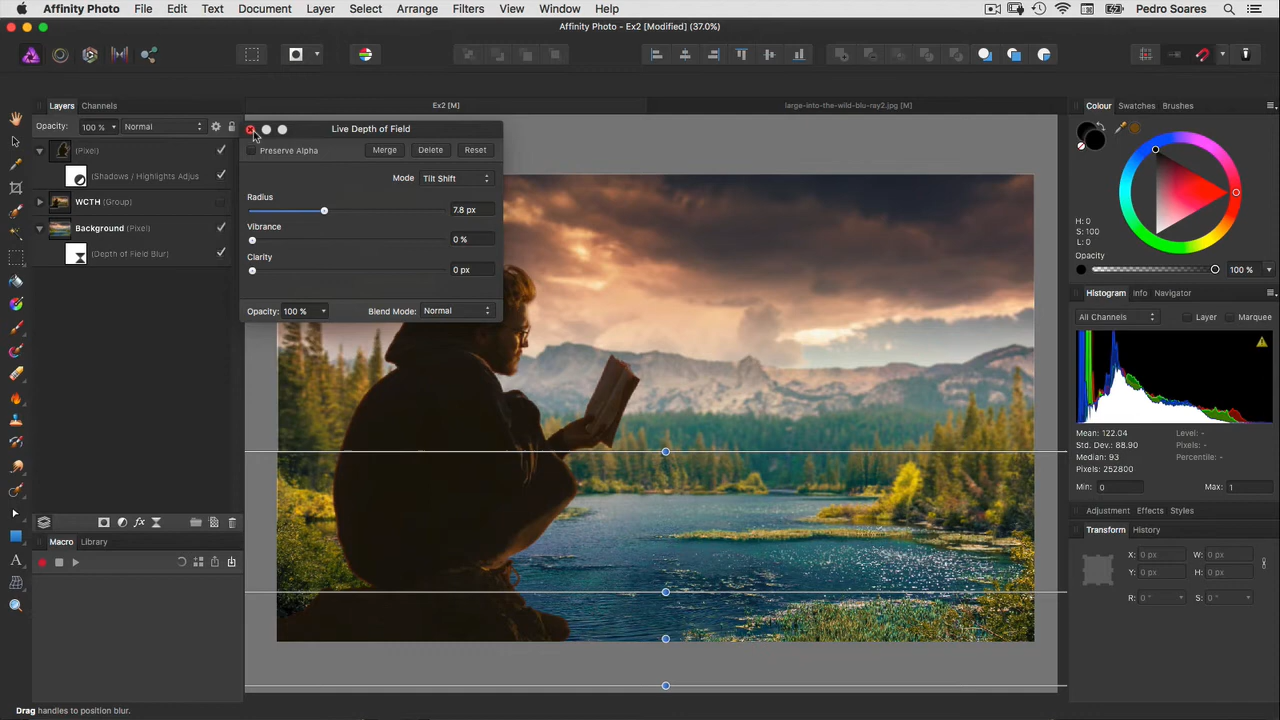 Affinity Photo File Edit Text Document Layer Select Arrange Filters View Window Help Pedro Soares
Affinity Photo - Ex2 [Modified] (37.0%)
Layers Channels
Ex2 [M] large-into-the-wild-blu-ray2.jpg [M]
Colour Swatches Brushes
Opacity: 100 % Normal
(Pixel)
(Shadows / Highlights Adjus
WCTH (Group)
Background (Pixel)
(Depth of Field Blur)
Live Depth of Field
Preserve Alpha Merge Delete Reset
Mode Tilt Shift
Radius
7.8 px
Vibrance
0 %
Clarity
0 px
Opacity: 100 % Blend Mode: Normal
H: 0
S: 100
L: 0
Opacity
100 %
Histogram Info Navigator
All Channels Layer Marquee
Mean: 122.04 Level: -
Std. Dev.: 88.90 Pixels: -
Median: 93 Percentile: -
Pixels: 252800
Min: 0 Max: 1
Adjustment Effects Styles
Transform History
X: 0 px W: 0 px
Y: 0 px H: 0 px
R: 0 ° S: 0 °
Macro Library
Drag handles to position blur.